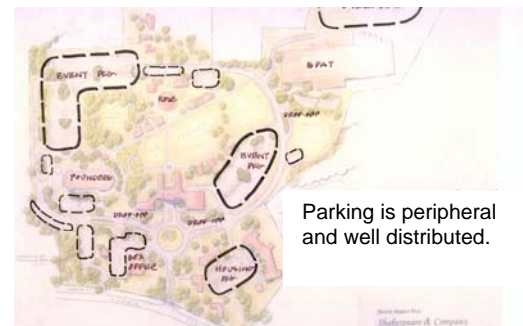 EVENT PKG
BPAT
DROP-OFF
EVENT
PKG
FOUNDERS
DROP-OFF
DROP-OFF
OFFICE
HOUSING
PKG
Parking is peripheral
and well distributed.
Shakespeare & Company